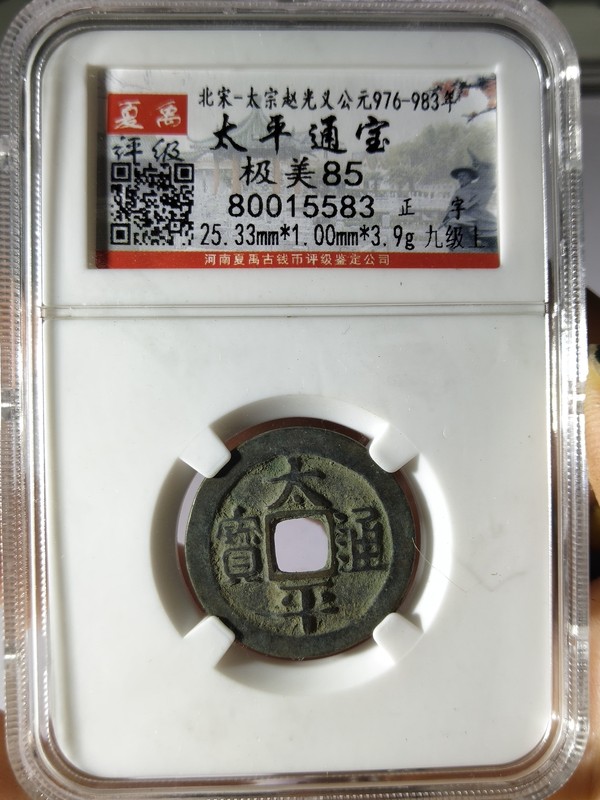 夏禹
评级
北宋-太宗赵光义公元976-983年
太平通宝
极美85
80015583 正字
25.33mm*1.00mm*3.9g 九级上
河南夏禹古钱币评级鉴定公司
太平通寶